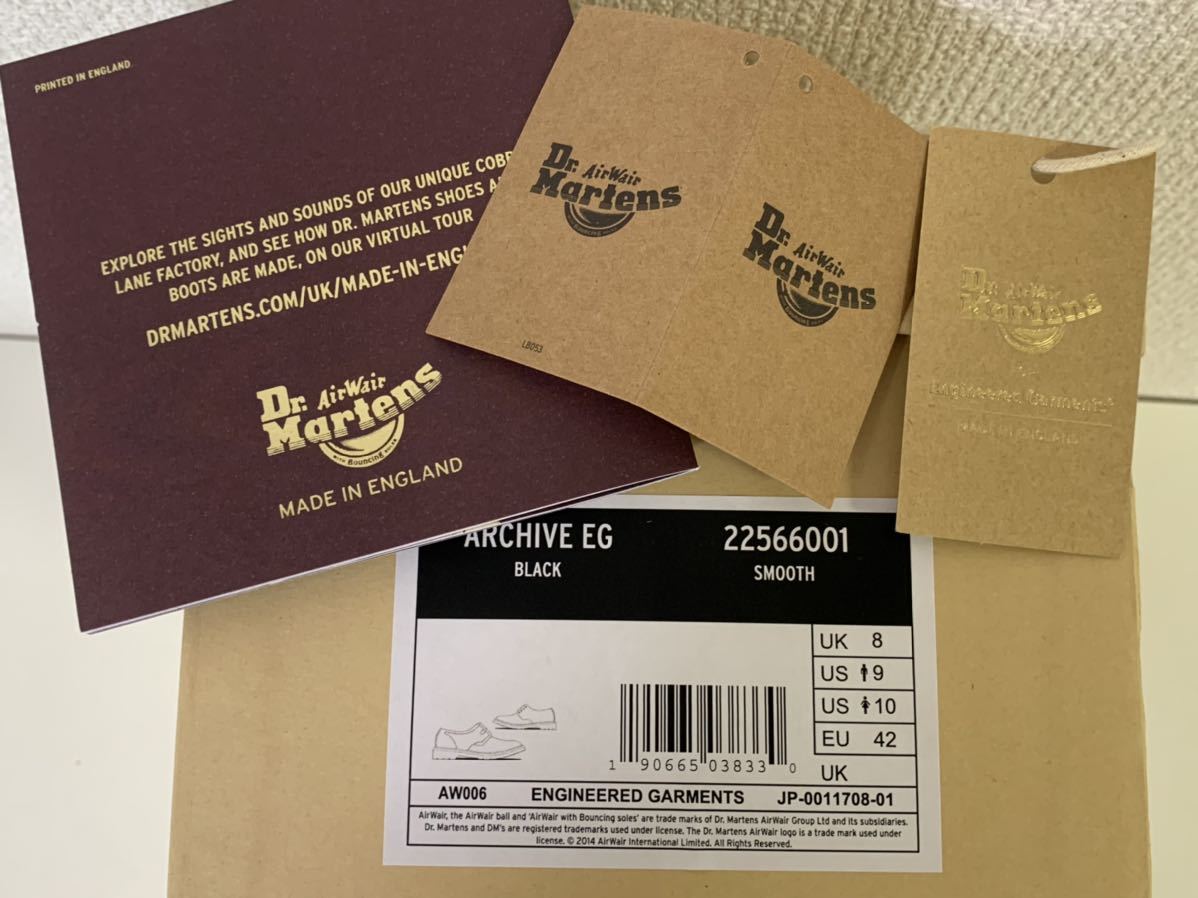 PRINTED IN ENGLAND
EXPLORE THE SIGHTS AND SOUNDS OF OUR UNIQUE
LANE FACTORY, AND SEE HOW DR. MARTENS SHOES
BOOTS ARE MADE, ON OUR VIRTUAL TOUR
DRMARTENS.COM/UK/MADE-IN-ENG
Dr. AirWair
Martens
WITH Bouncing SOLES
MADE IN ENGLAND
Dr. AirWair
Martens
LB053
Dr. AirWair
Martens
Dr. AirWair
Martens
Engineered Garments
MADE IN ENGLAND
ARCHIVE EG
22566001
BLACK
SMOOTH
UK 8
US 9
US 10
EU 42
UK
1 90665 03833 0
AW006 ENGINEERED GARMENTS JP-0011708-01
AirWair, the AirWair ball and 'AirWair with Bouncing soles' are trade marks of Dr. Martens AirWair Group Ltd and its subsidiaries.
Dr. Martens and DM's are registered trademarks used under license. The Dr. Martens AirWair logo is a trade mark used under
license. © 2014 AirWair International Limited. All Rights Reserved.